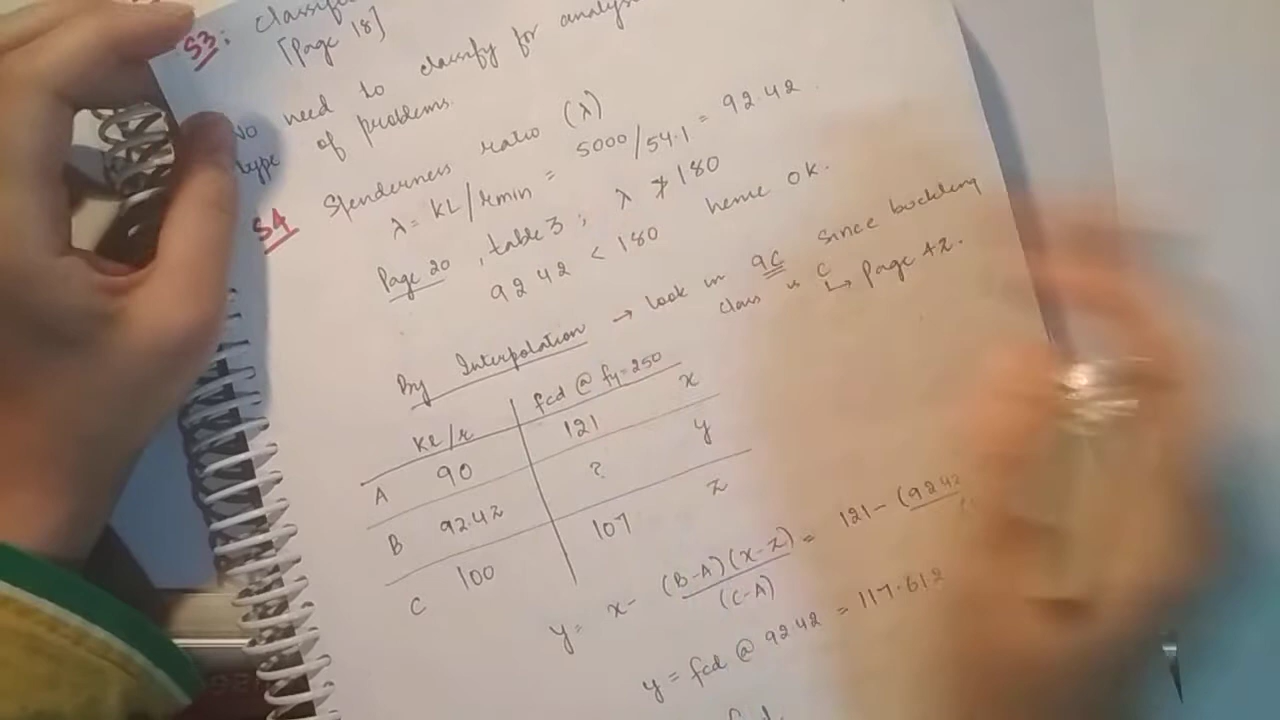 S3: Classifi
[Page 18]
No need to classify for analys
type of problems.
S4 Slenderness ratio (λ)
λ = KL/rmin = 5000/54.1 = 92.42.
Page 20, table 3; λ ≯ 180
92.42 < 180 hence OK.
By Interpolation → look in 9C since buckling
class is C
↳ Page 42.
KL/r fcd @ fy=250
A 90 121 x
B 92.42 ? y
C 100 107 z
y = x - (B-A)(x-z)/(C-A) = 121 - (92.42
y = fcd @ 92.42 = 117.612